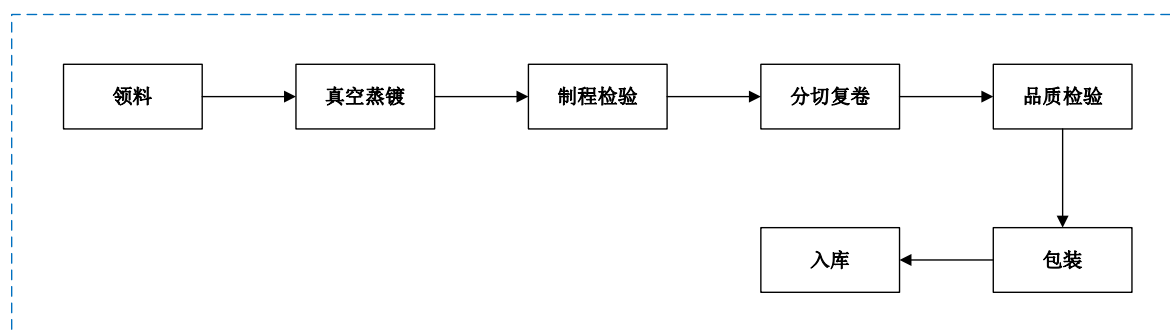 领料
真空蒸镀
制程检验
分切复卷
品质检验
入库
包装